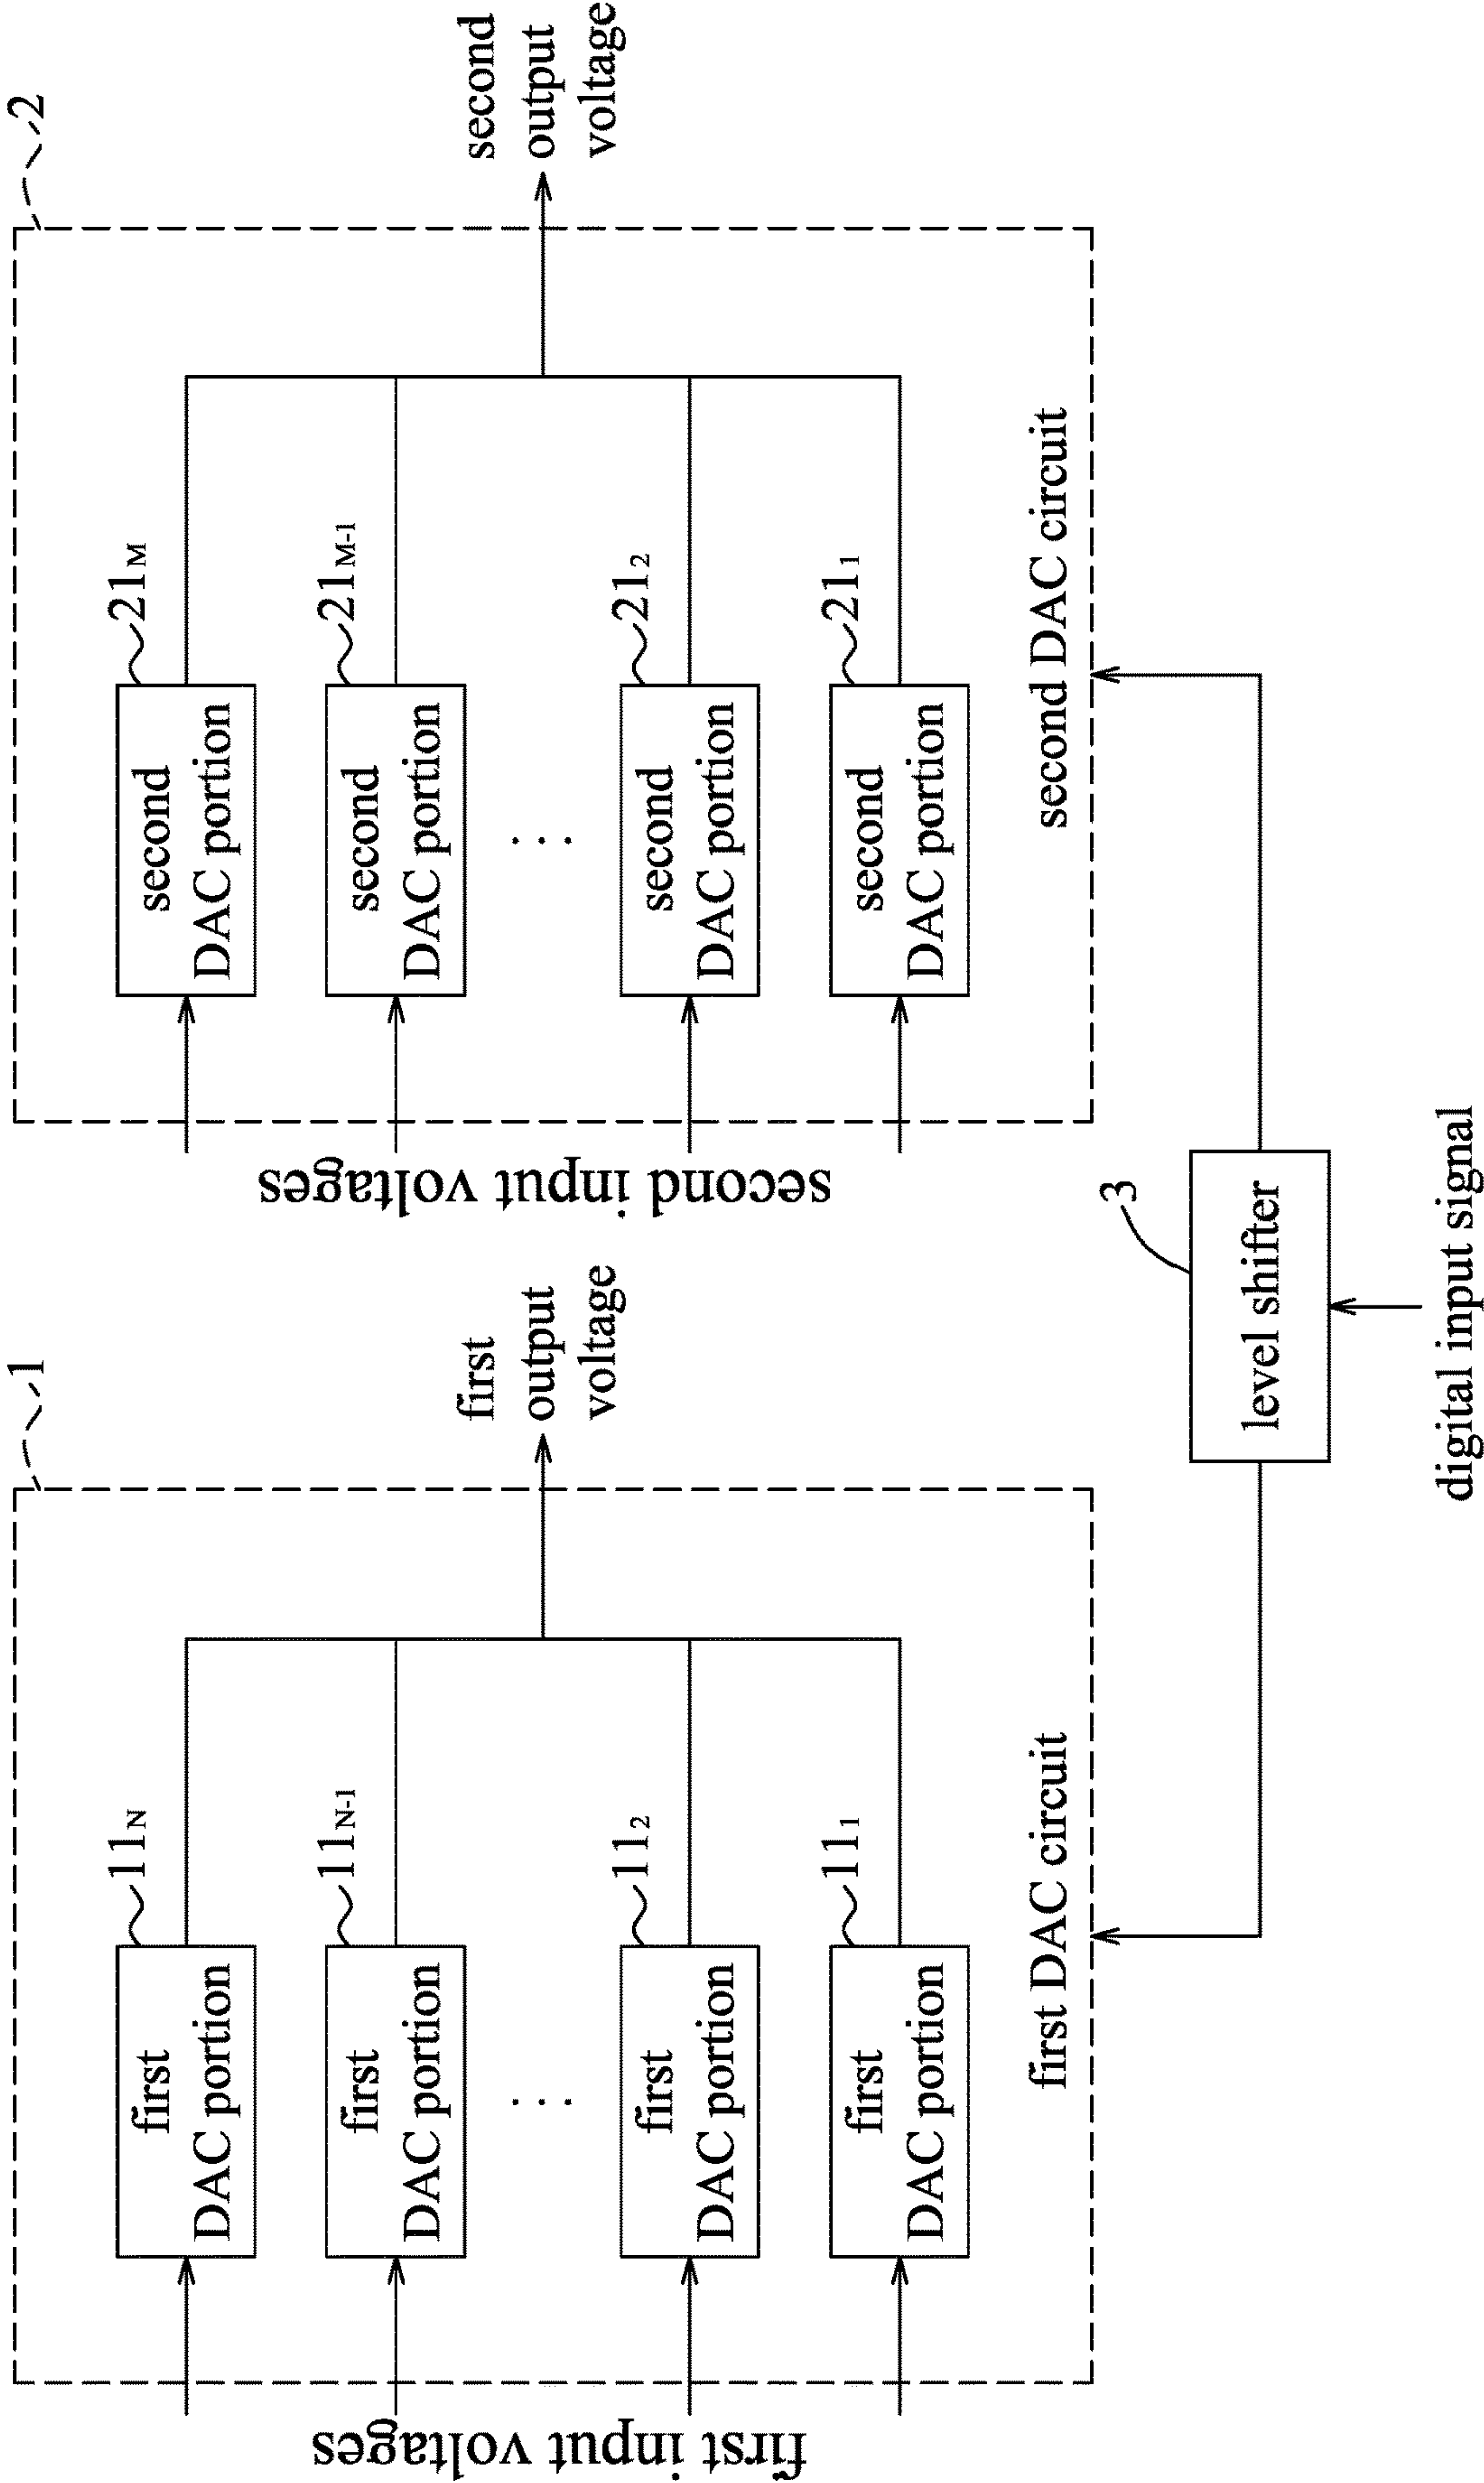 1
first input voltages
first
DAC portion
11N
first
DAC portion
11N-1
. . .
first
DAC portion
112
first
DAC portion
111
first DAC circuit
first
output
voltage
2
second input voltages
second
DAC portion
21M
second
DAC portion
21M-1
. . .
second
DAC portion
212
second
DAC portion
211
second DAC circuit
second
output
voltage
3
level shifter
digital input signal